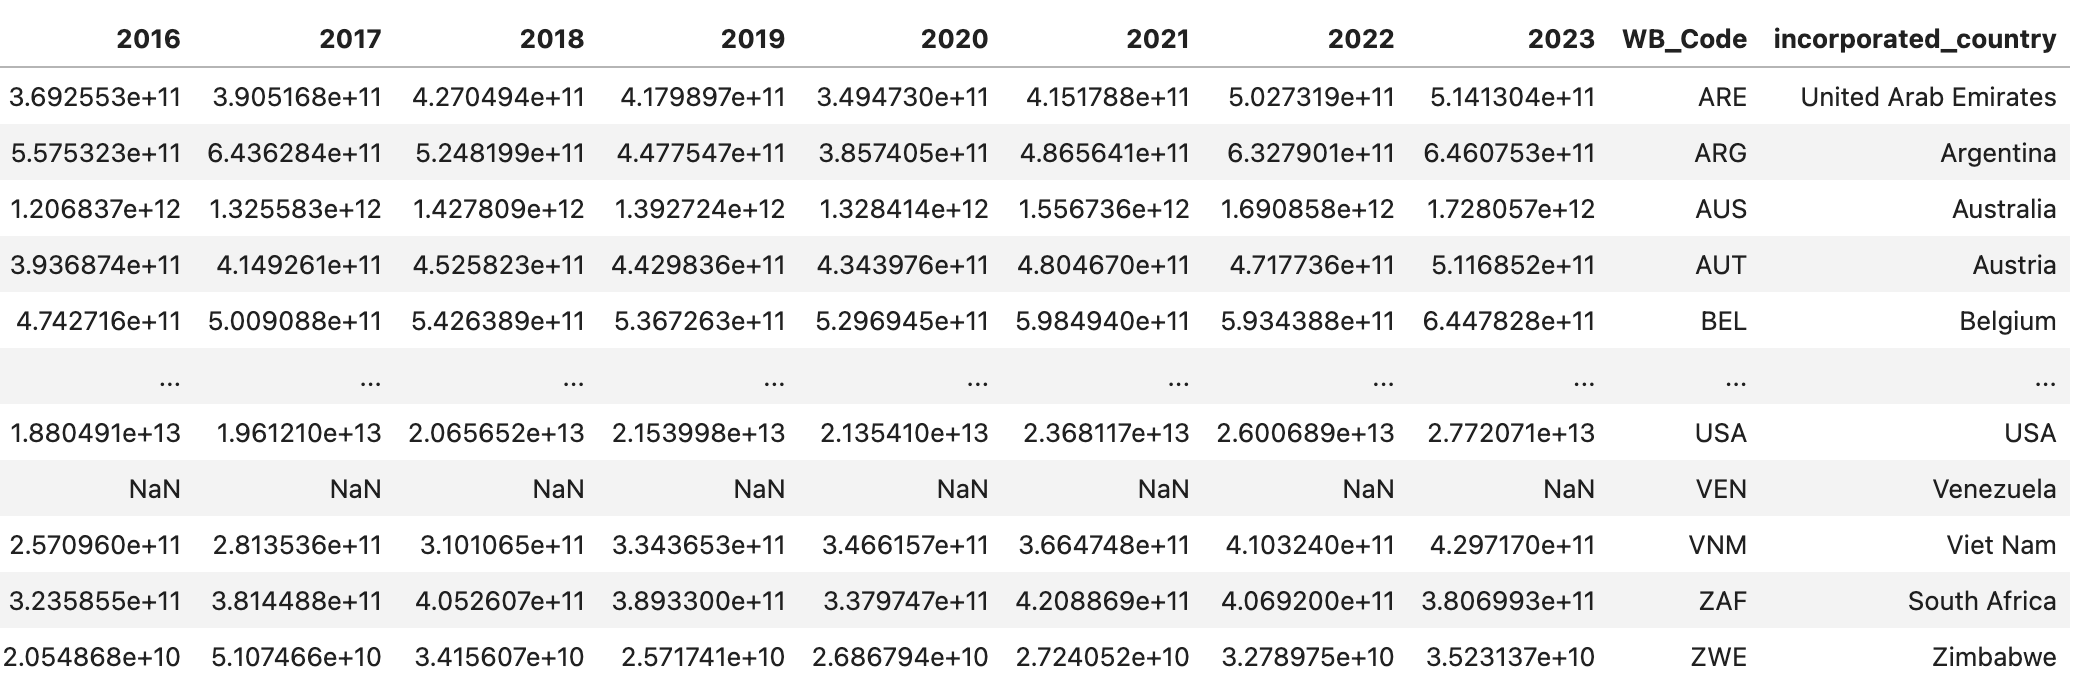 2016 2017 2018 2019 2020 2021 2022 2023 WB_Code incorporated_country
3.692553e+11 3.905168e+11 4.270494e+11 4.179897e+11 3.494730e+11 4.151788e+11 5.027319e+11 5.141304e+11 ARE United Arab Emirates
5.575323e+11 6.436284e+11 5.248199e+11 4.477547e+11 3.857405e+11 4.865641e+11 6.327901e+11 6.460753e+11 ARG Argentina
1.206837e+12 1.325583e+12 1.427809e+12 1.392724e+12 1.328414e+12 1.556736e+12 1.690858e+12 1.728057e+12 AUS Australia
3.936874e+11 4.149261e+11 4.525823e+11 4.429836e+11 4.343976e+11 4.804670e+11 4.717736e+11 5.116852e+11 AUT Austria
4.742716e+11 5.009088e+11 5.426389e+11 5.367263e+11 5.296945e+11 5.984940e+11 5.934388e+11 6.447828e+11 BEL Belgium
... ... ... ... ... ... ... ... ... ...
1.880491e+13 1.961210e+13 2.065652e+13 2.153998e+13 2.135410e+13 2.368117e+13 2.600689e+13 2.772071e+13 USA USA
NaN NaN NaN NaN NaN NaN NaN NaN VEN Venezuela
2.570960e+11 2.813536e+11 3.101065e+11 3.343653e+11 3.466157e+11 3.664748e+11 4.103240e+11 4.297170e+11 VNM Viet Nam
3.235855e+11 3.814488e+11 4.052607e+11 3.893300e+11 3.379747e+11 4.208869e+11 4.069200e+11 3.806993e+11 ZAF South Africa
2.054868e+10 5.107466e+10 3.415607e+10 2.571741e+10 2.686794e+10 2.724052e+10 3.278975e+10 3.523137e+10 ZWE Zimbabwe